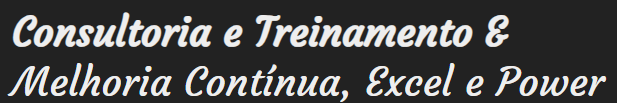 Consultoria e Treinamento &
Melhoria Contínua, Excel e Power